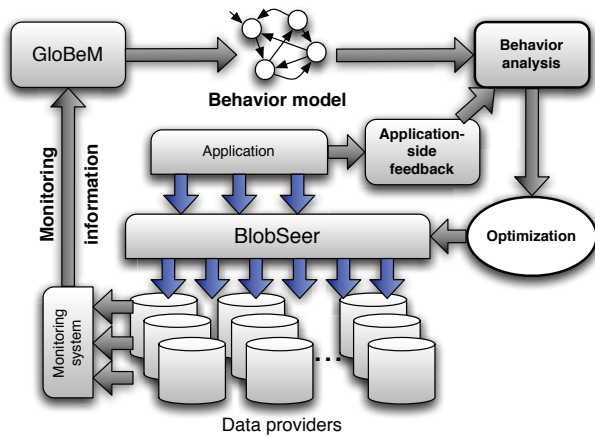 GloBeM
Behavior model
Behavior
analysis
Application-
side
feedback
Application
Monitoring
information
BlobSeer
Optimization
Monitoring
system
...
Data providers